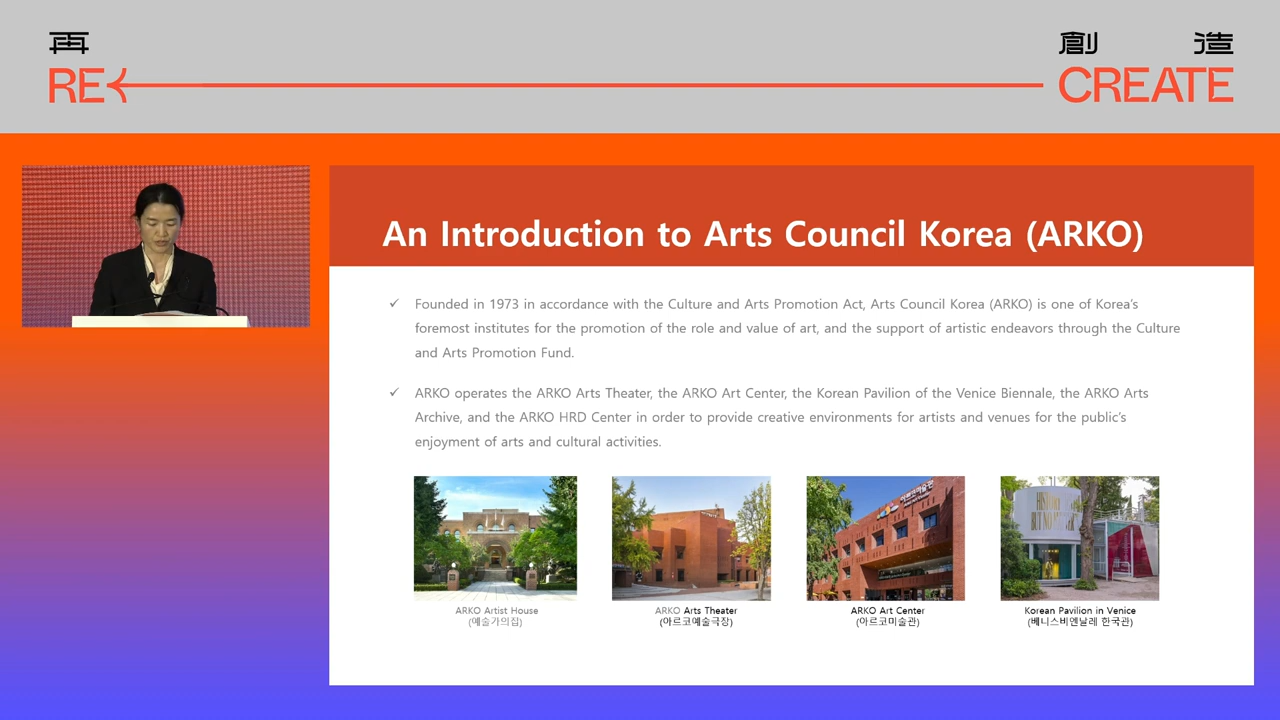 再 創 造
RE CREATE
An Introduction to Arts Council Korea (ARKO)
✓ Founded in 1973 in accordance with the Culture and Arts Promotion Act, Arts Council Korea (ARKO) is one of Korea's
foremost institutes for the promotion of the role and value of art, and the support of artistic endeavors through the Culture
and Arts Promotion Fund.
✓ ARKO operates the ARKO Arts Theater, the ARKO Art Center, the Korean Pavilion of the Venice Biennale, the ARKO Arts
Archive, and the ARKO HRD Center in order to provide creative environments for artists and venues for the public's
enjoyment of arts and cultural activities.
ARKO Artist House
(예술가의집)
ARKO Arts Theater
(아르코예술극장)
ARKO Art Center
(아르코미술관)
Korean Pavilion in Venice
(베니스비엔날레 한국관)